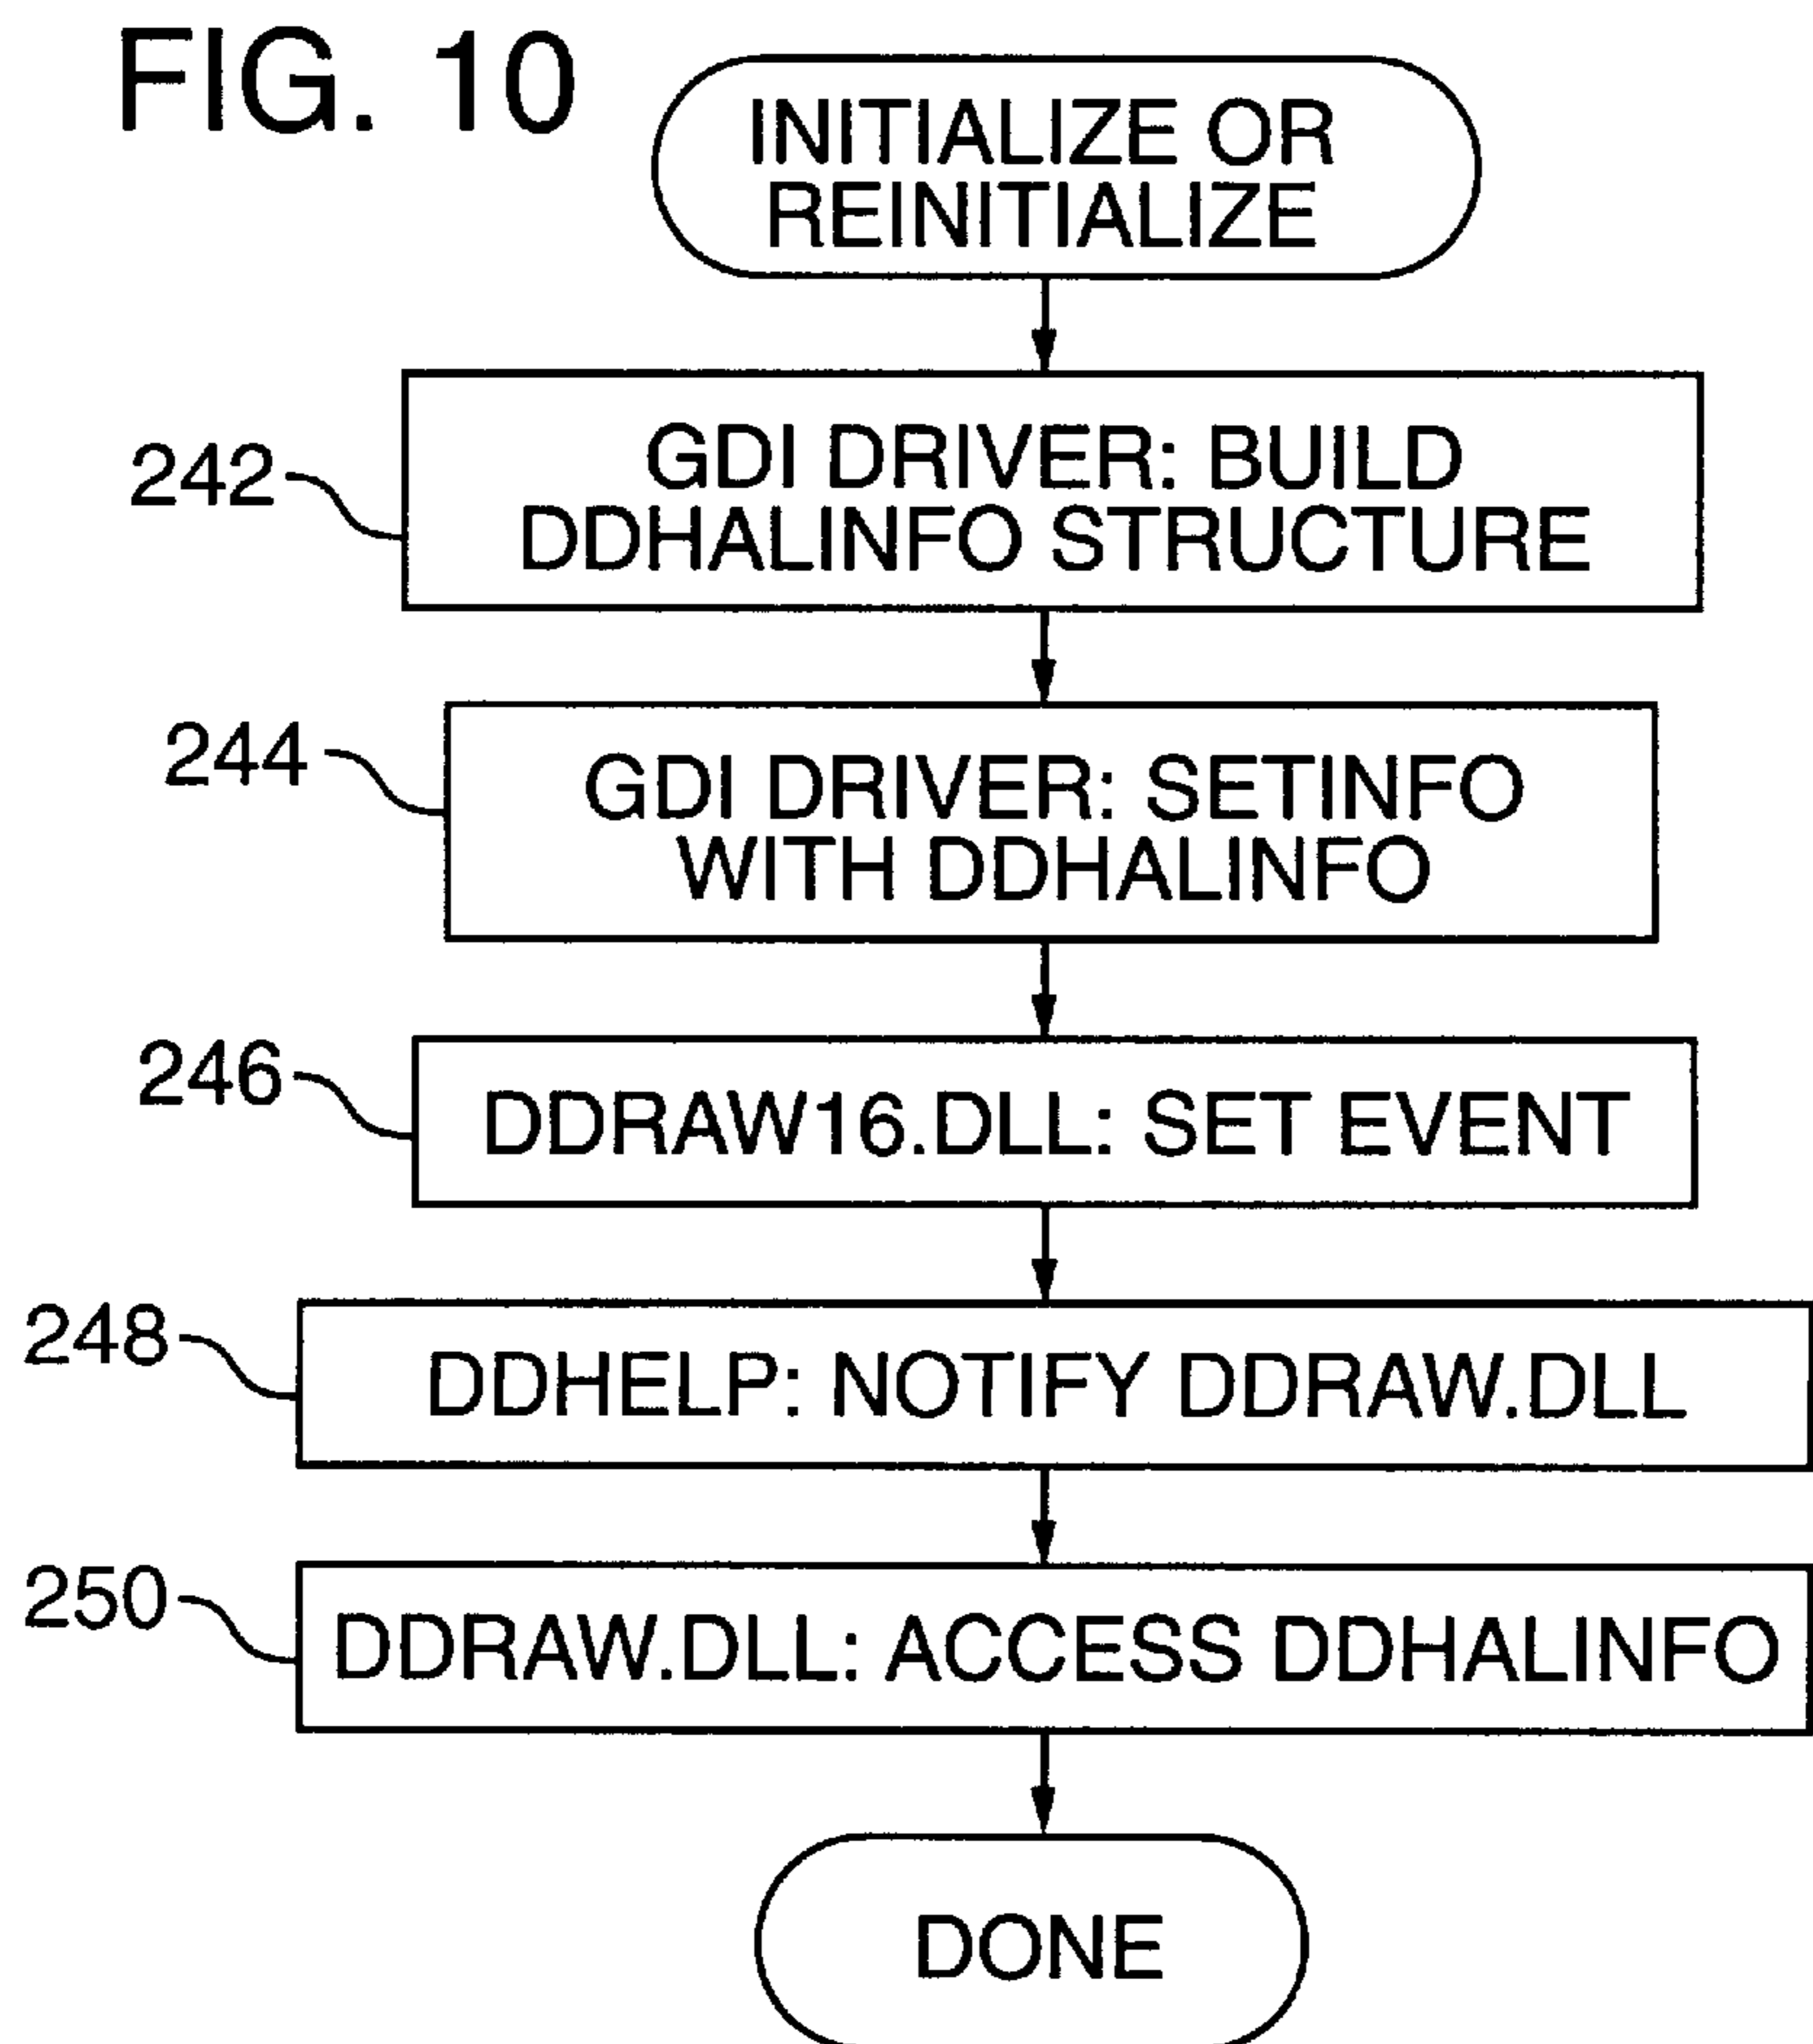 FIG. 10
INITIALIZE OR
REINITIALIZE
242
GDI DRIVER: BUILD
DDHALINFO STRUCTURE
244
GDI DRIVER: SETINFO
WITH DDHALINFO
246
DDRAW16.DLL: SET EVENT
248
DDHELP: NOTIFY DDRAW.DLL
250
DDRAW.DLL: ACCESS DDHALINFO
DONE